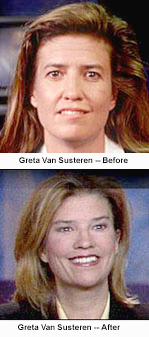 Greta Van Susteren -- Before
Greta Van Susteren -- After